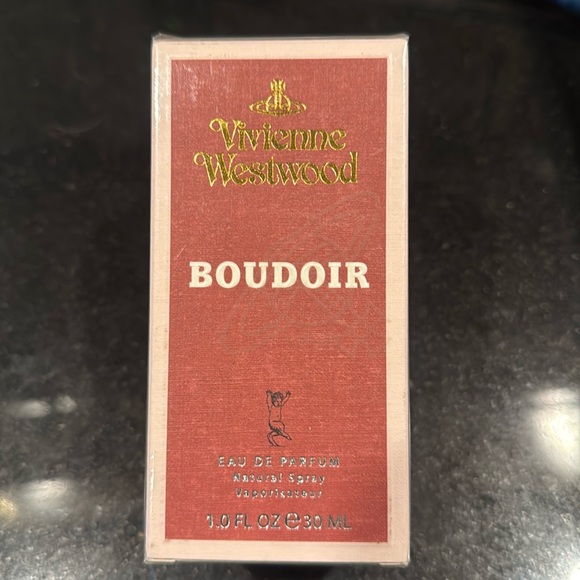 Vivienne
Westwood
BOUDOIR
EAU DE PARFUM
Natural Spray
Vaporisateur
1.0 FL OZ ℮ 30 ML